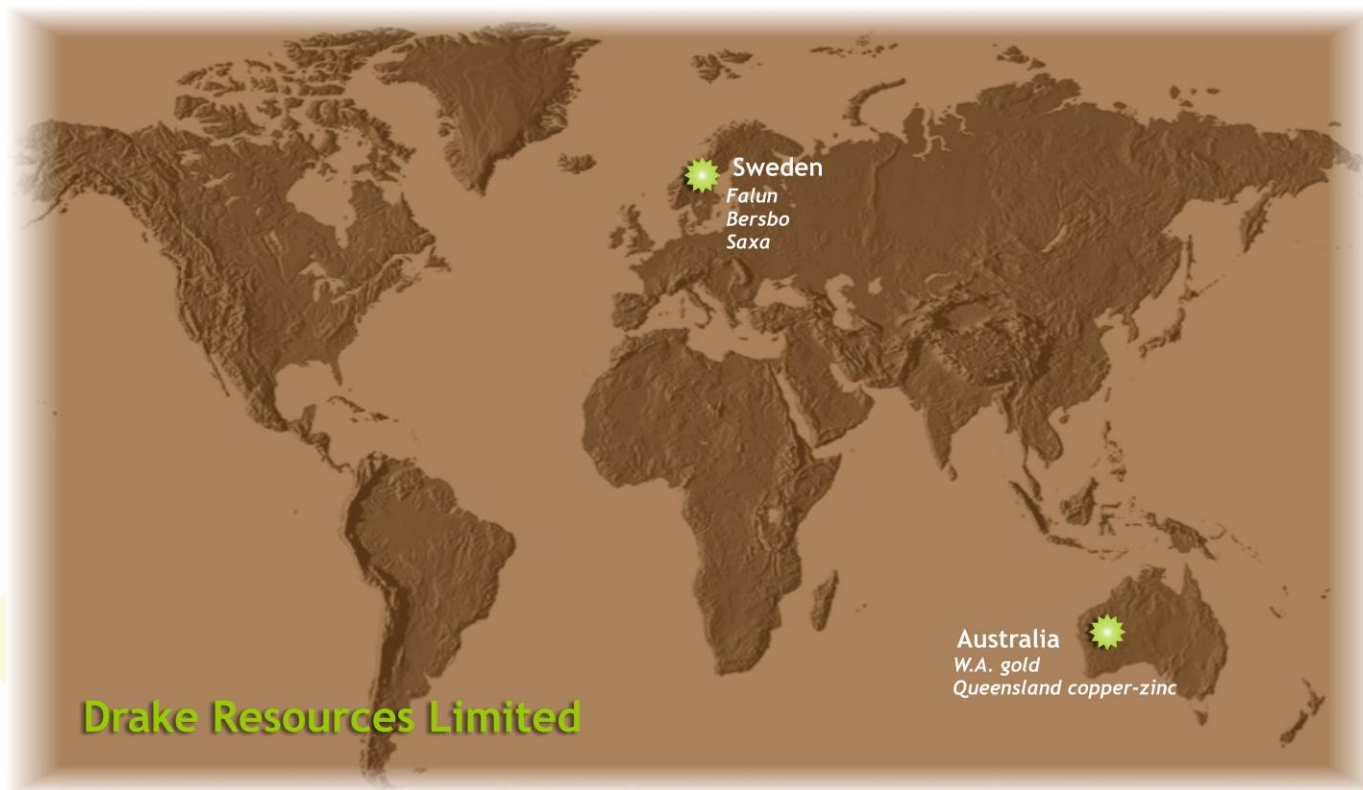 Sweden
Falun
Bersbo
Saxa
Australia
W.A. gold
Queensland copper-zinc
Drake Resources Limited